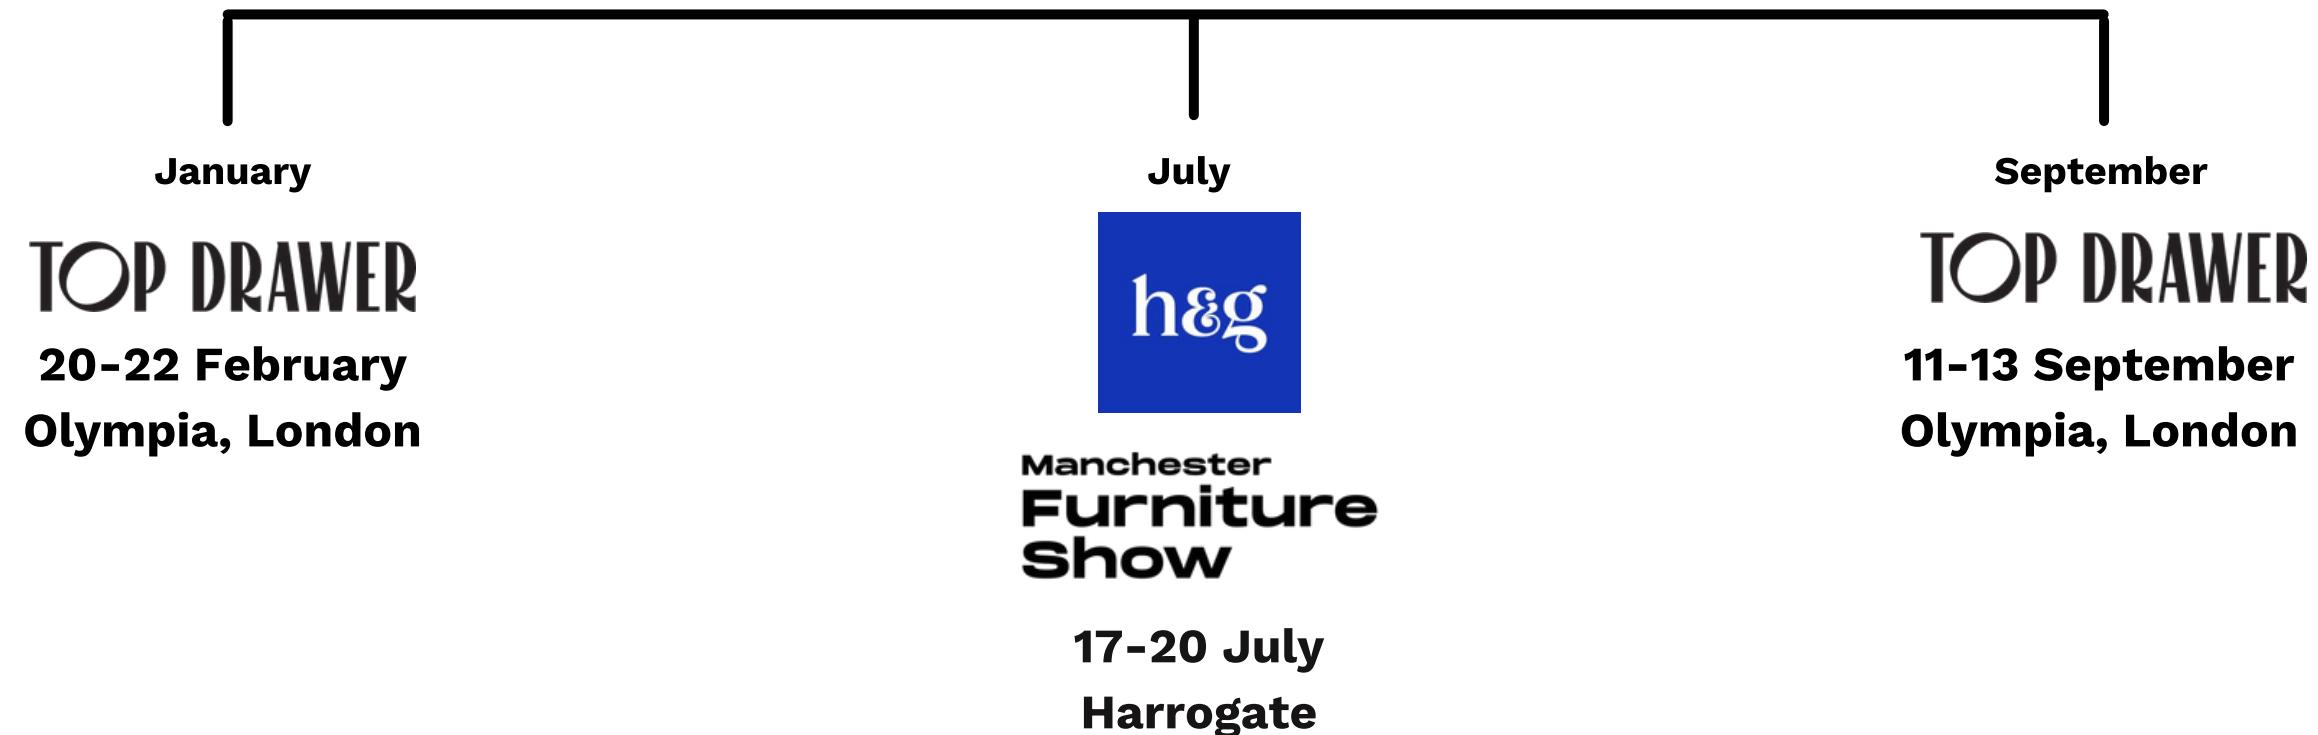 January
TOP DRAWER
20-22 February
Olympia, London
July
h&g
Manchester
Furniture
Show
17-20 July
Harrogate
September
TOP DRAWER
11-13 September
Olympia, London